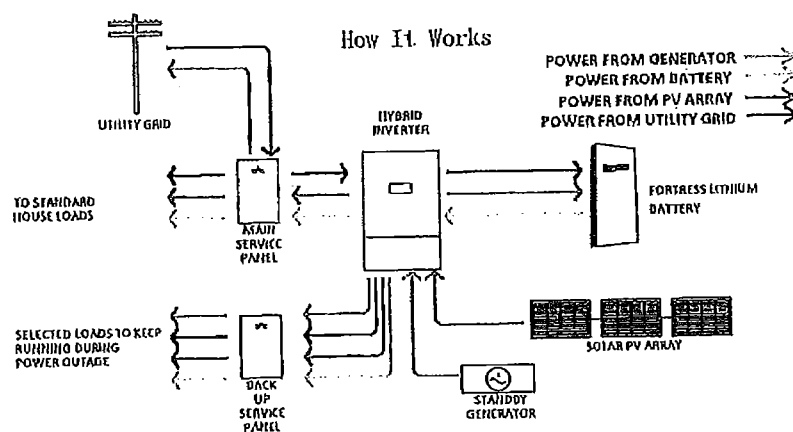 How It Works
POWER FROM GENERATOR
POWER FROM BATTERY
POWER FROM PV ARRAY
POWER FROM UTILITY GRID
UTILITY GRID
HYBRID
INVERTER
TO STANDARD
HOUSE LOADS
MAIN
SERVICE
PANEL
FORTRESS LITHIUM
BATTERY
SELECTED LOADS TO KEEP
RUNNING DURING
POWER OUTAGE
BACK
UP
SERVICE
PANEL
SOLAR PV ARRAY
STANDBY
GENERATOR